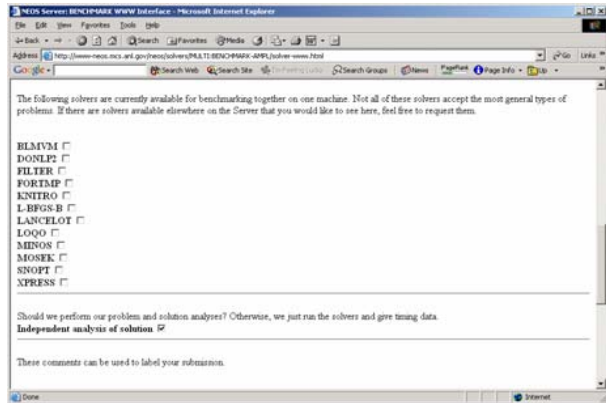 NEOS Server: BENCHMARK WWW Interface - Microsoft Internet Explorer
File Edit View Favorites Tools Help
Back Search Favorites Media
Address http://www-neos.mcs.anl.gov/neos/solvers/MULTI:BENCHMARK-AMPL/solver-www.html Go Links
Google Search Web Search Site Search Groups News PageRank Page Info Up
The following solvers are currently available for benchmarking together on one machine. Not all of these solvers accept the most general types of
problems. If there are solvers available elsewhere on the Server that you would like to see here, feel free to request them.
BLMVM
DONLP2
FILTER
FORTMP
KNITRO
L-BFGS-B
LANCELOT
LOQO
MINOS
MOSEK
SNOPT
XPRESS
Should we perform our problem and solution analyses? Otherwise, we just run the solvers and give timing data.
Independent analysis of solution
These comments can be used to label your submission.
Done Internet